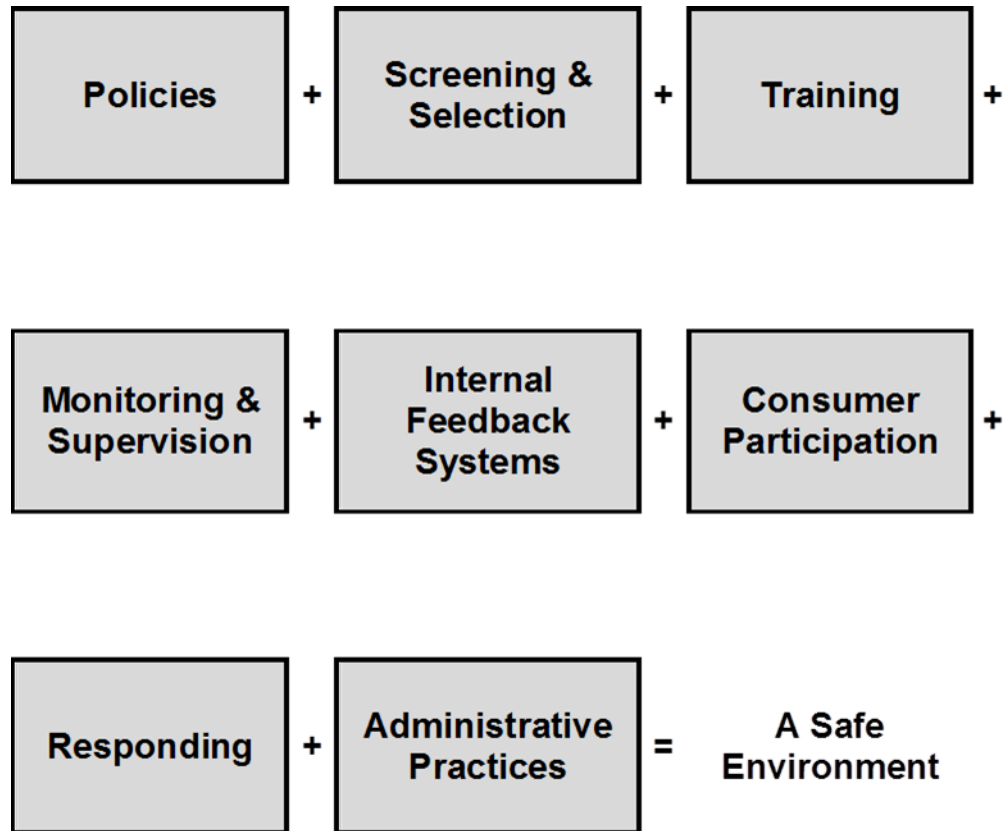 Policies + Screening & + Training +
Selection
Monitoring & + Internal + Consumer +
Supervision Feedback Participation
Systems
Responding + Administrative = A Safe
Practices Environment